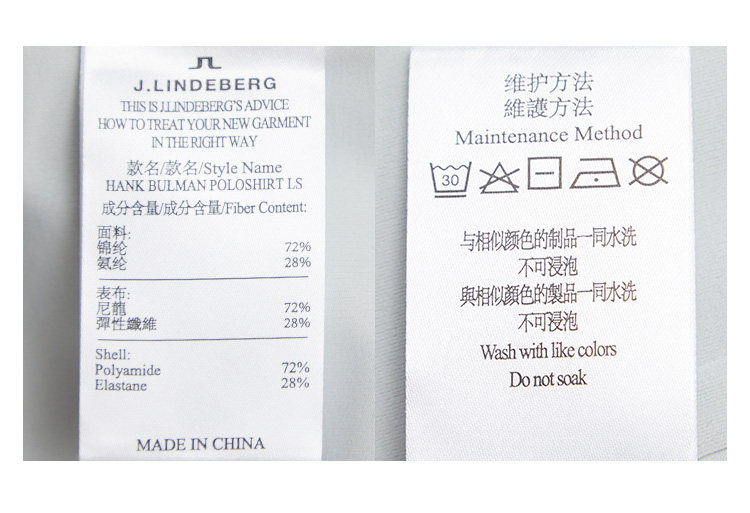 J.LINDEBERG
THIS IS J.LINDEBERG'S ADVICE
HOW TO TREAT YOUR NEW GARMENT
IN THE RIGHT WAY
款名/款名/Style Name
HANK BULMAN POLOSHIRT LS
成分含量/成分含量/Fiber Content:
面料:
锦纶 72%
氨纶 28%
表布:
尼龍 72%
彈性纖維 28%
Shell:
Polyamide 72%
Elastane 28%
MADE IN CHINA
维护方法
維護方法
Maintenance Method
30
与相似颜色的制品一同水洗
不可浸泡
與相似顏色的製品一同水洗
不可浸泡
Wash with like colors
Do not soak